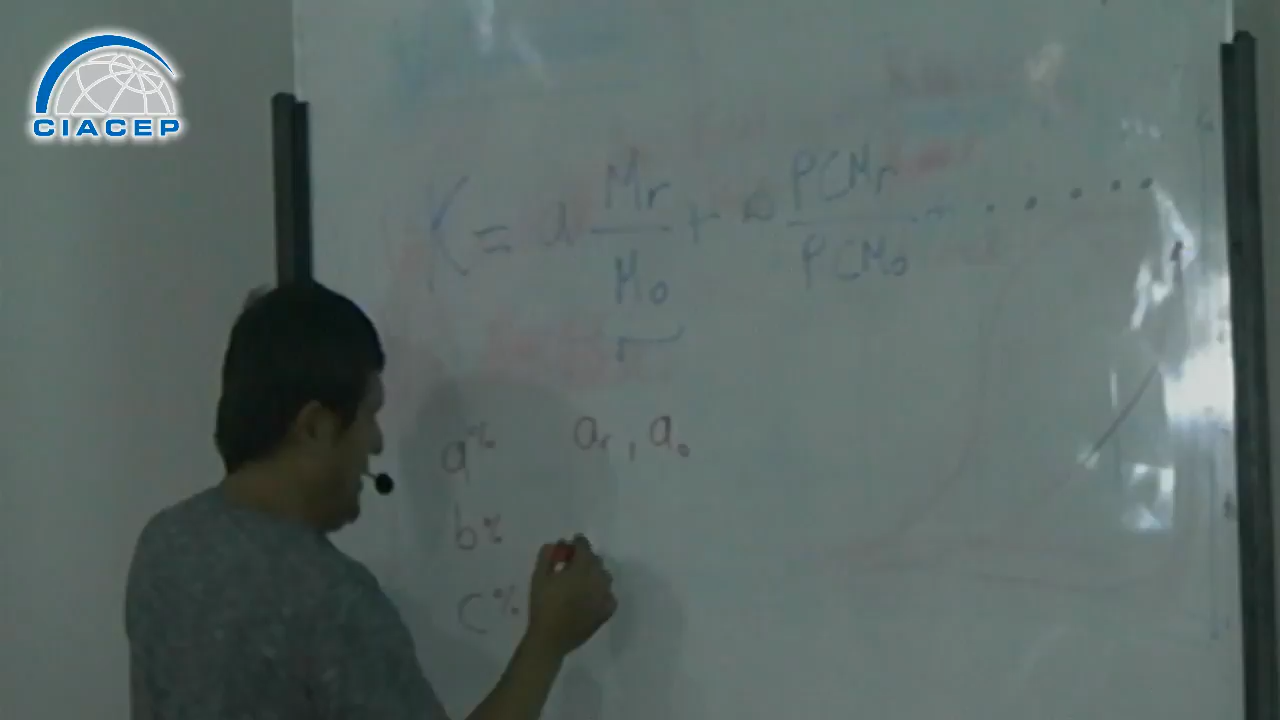 CIACEP
K = a Mr/Mo + b PCMr/PCMo + ......
a% ar, ao
b%
c%